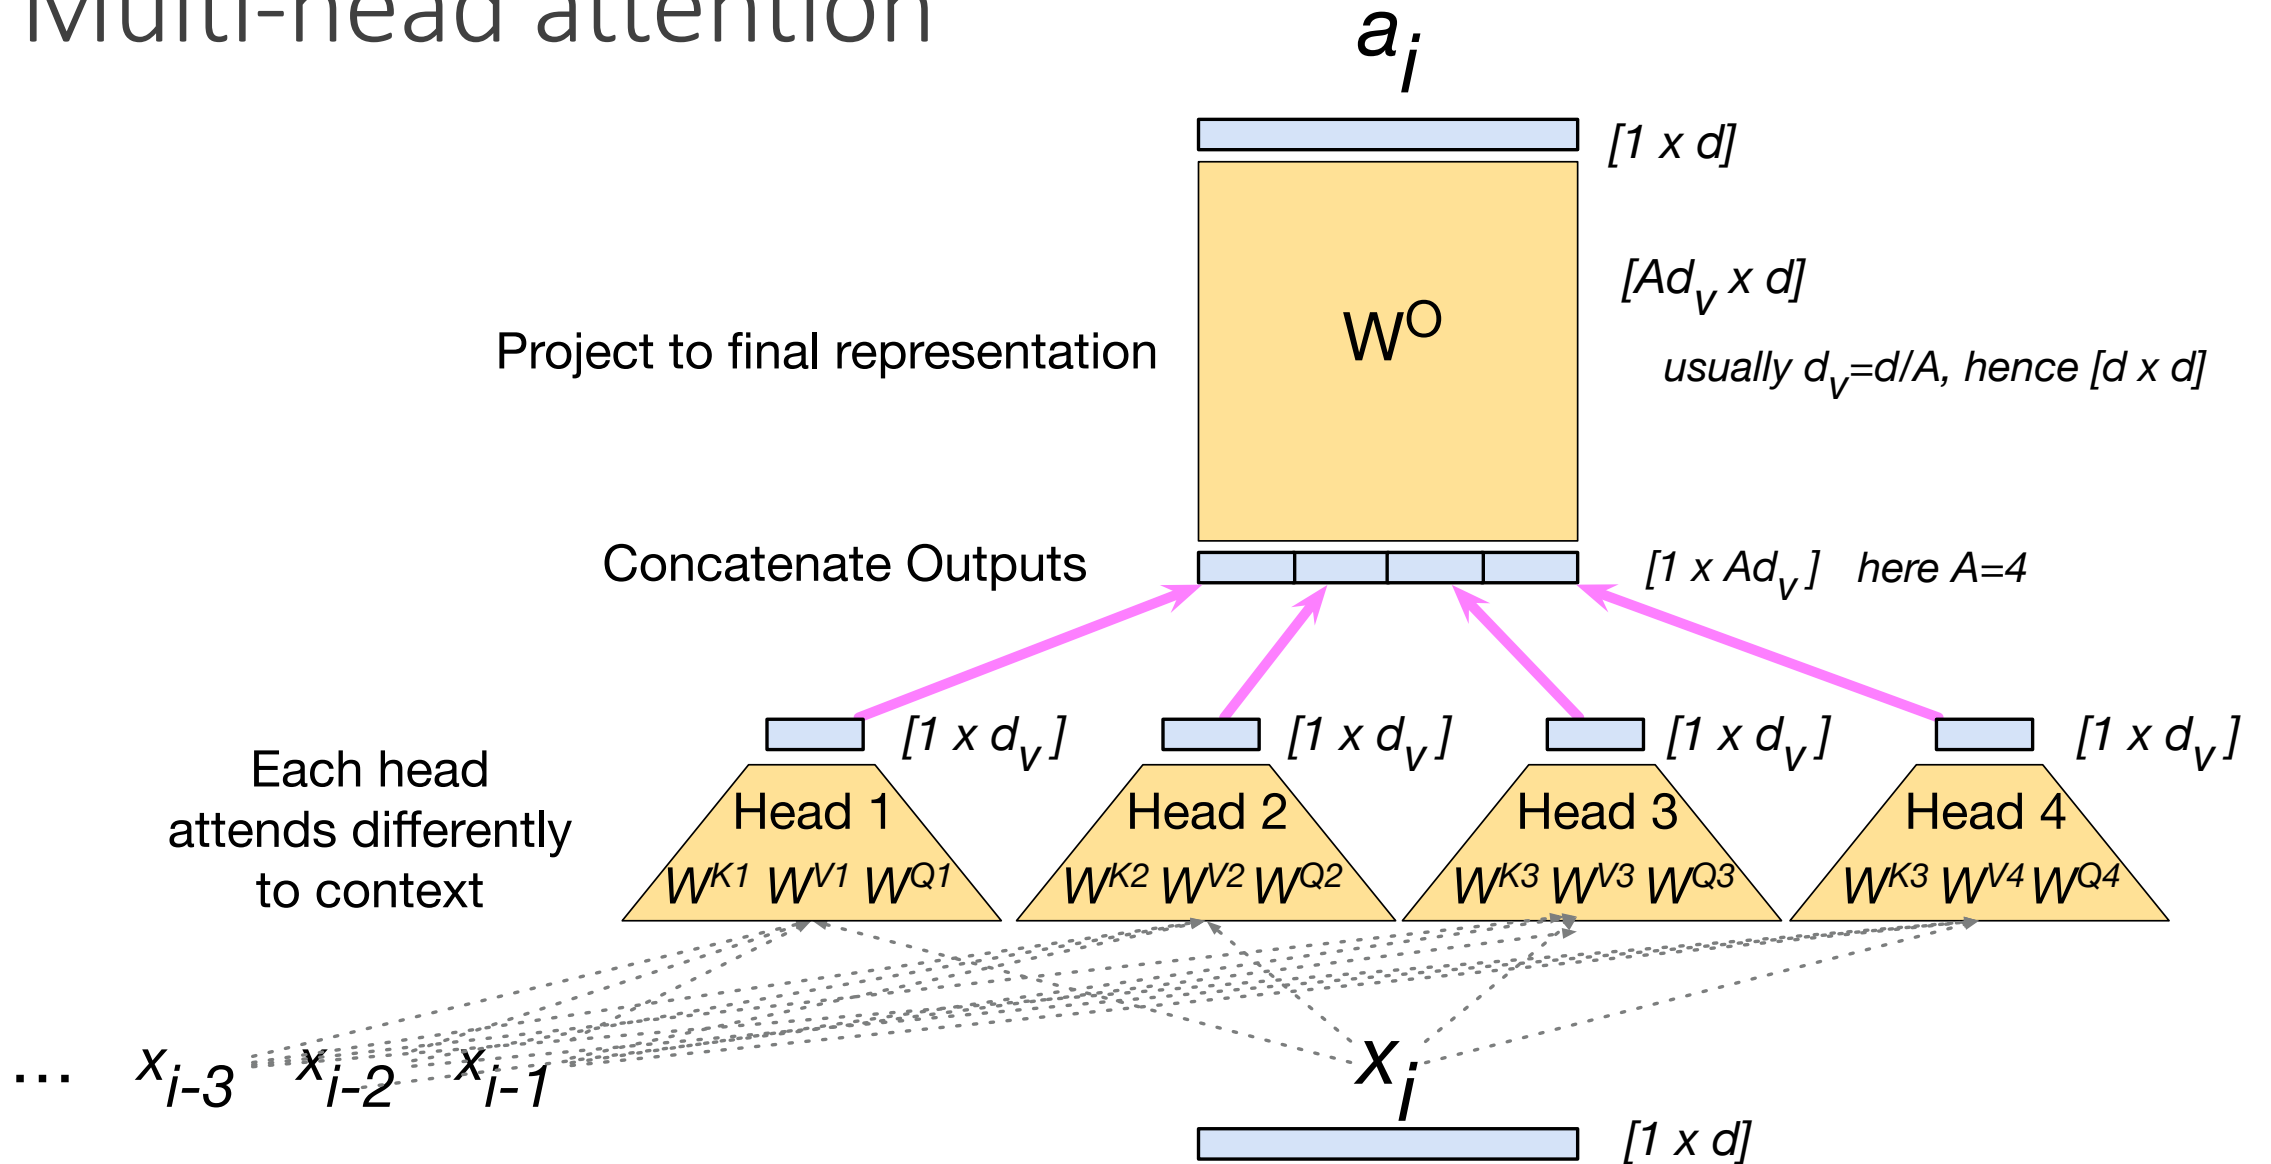 Multi-head attention
a_i
[1 x d]
[Ad_v x d]
W^O
Project to final representation
usually d_v=d/A, hence [d x d]
Concatenate Outputs
[1 x Ad_v ] here A=4
[1 x d_v ] [1 x d_v ] [1 x d_v ] [1 x d_v ]
Each head
attends differently
to context
Head 1 Head 2 Head 3 Head 4
W^K1 W^V1 W^Q1 W^K2 W^V2 W^Q2 W^K3 W^V3 W^Q3 W^K3 W^V4 W^Q4
... x_i-3 x_i-2 x_i-1 x_i
[1 x d]